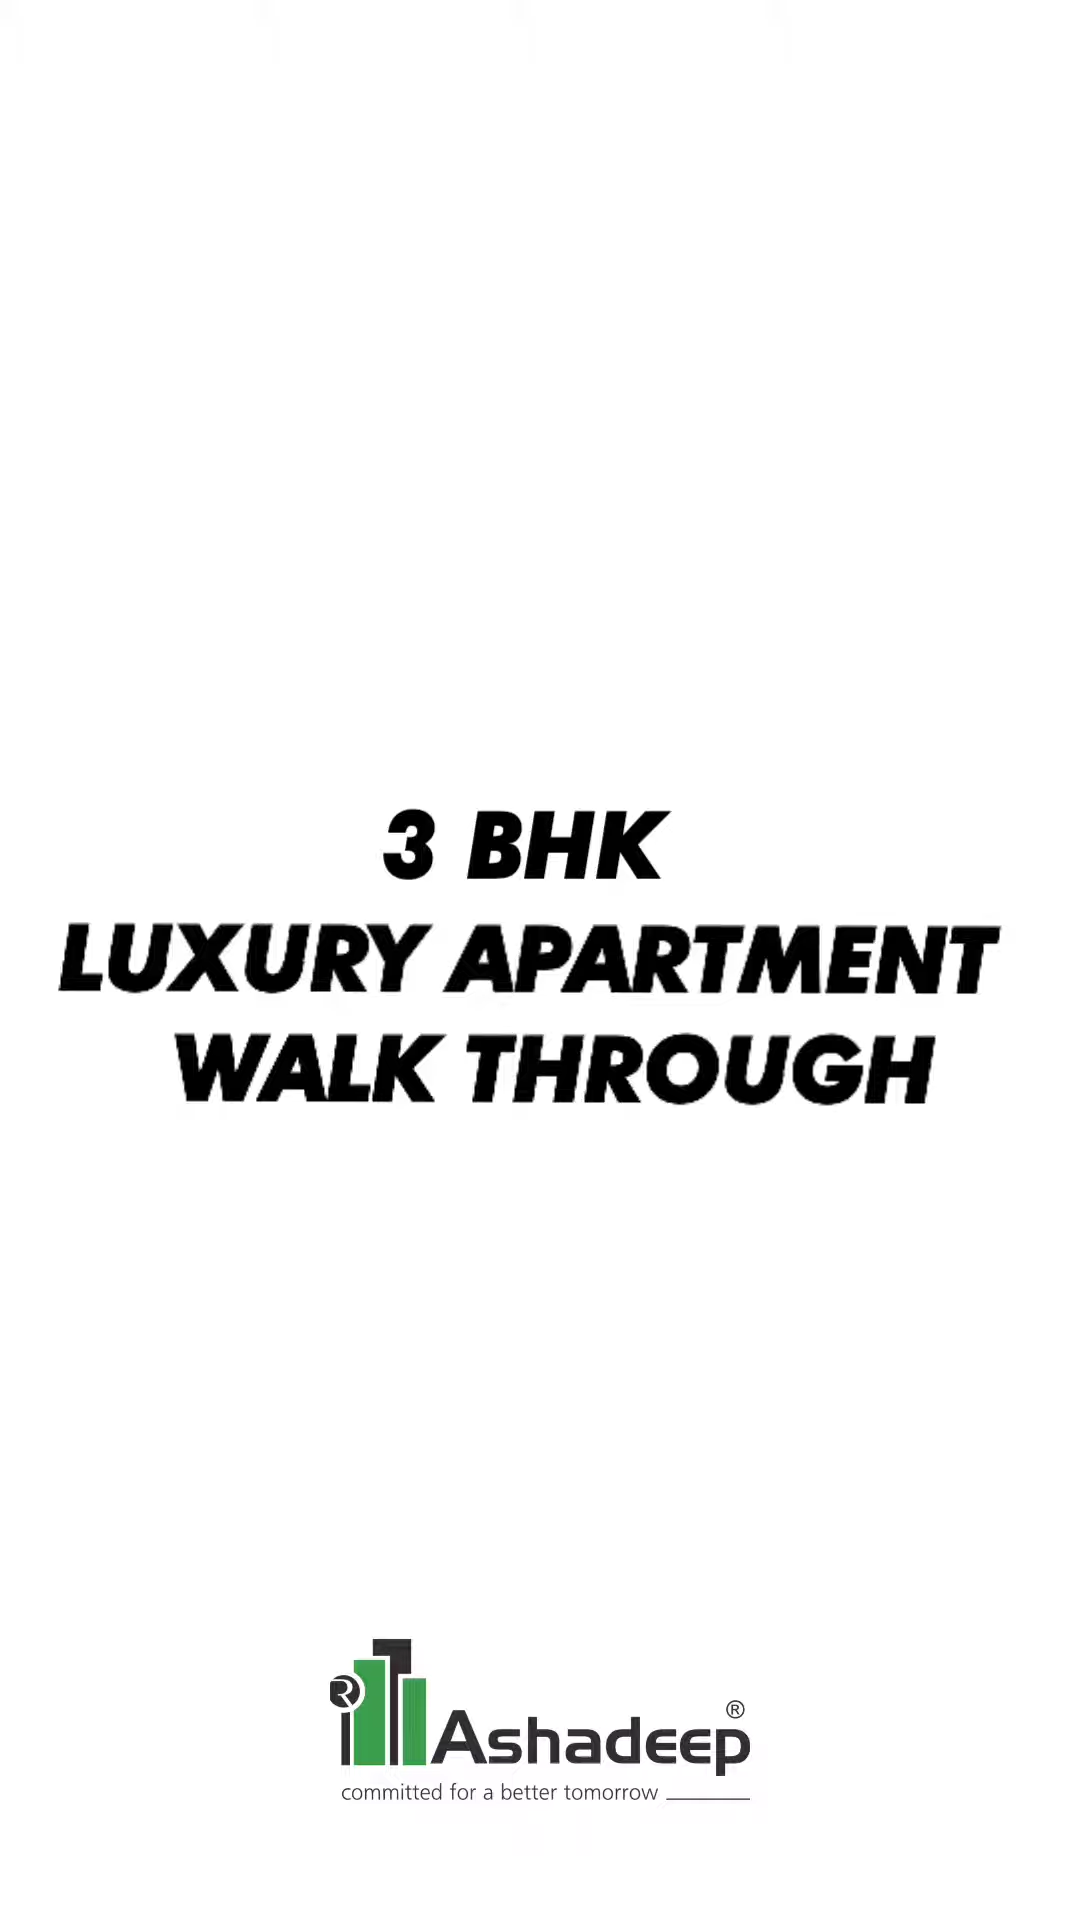 3 BHK
LUXURY APARTMENT
WALK THROUGH
R
Ashadeep®
committed for a better tomorrow